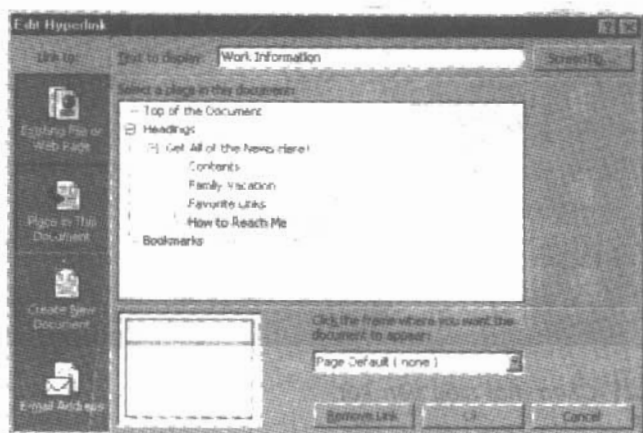 Edit Hyperlink
Link to:
Text to display: Work Information
ScreenTip...
Select a place in this document:
Existing File or
Web Page
Place in This
Document
Create New
Document
E-mail Address
Top of the Document
Headings
Get All of the News Here!
Contents
Family Vacation
Favorite Links
How to Reach Me
Bookmarks
Click the frame where you want the
document to appear:
Page Default ( none )
Remove Link
OK
Cancel